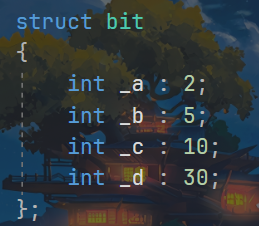 struct bit
{
    int _a : 2;
    int _b : 5;
    int _c : 10;
    int _d : 30;
};